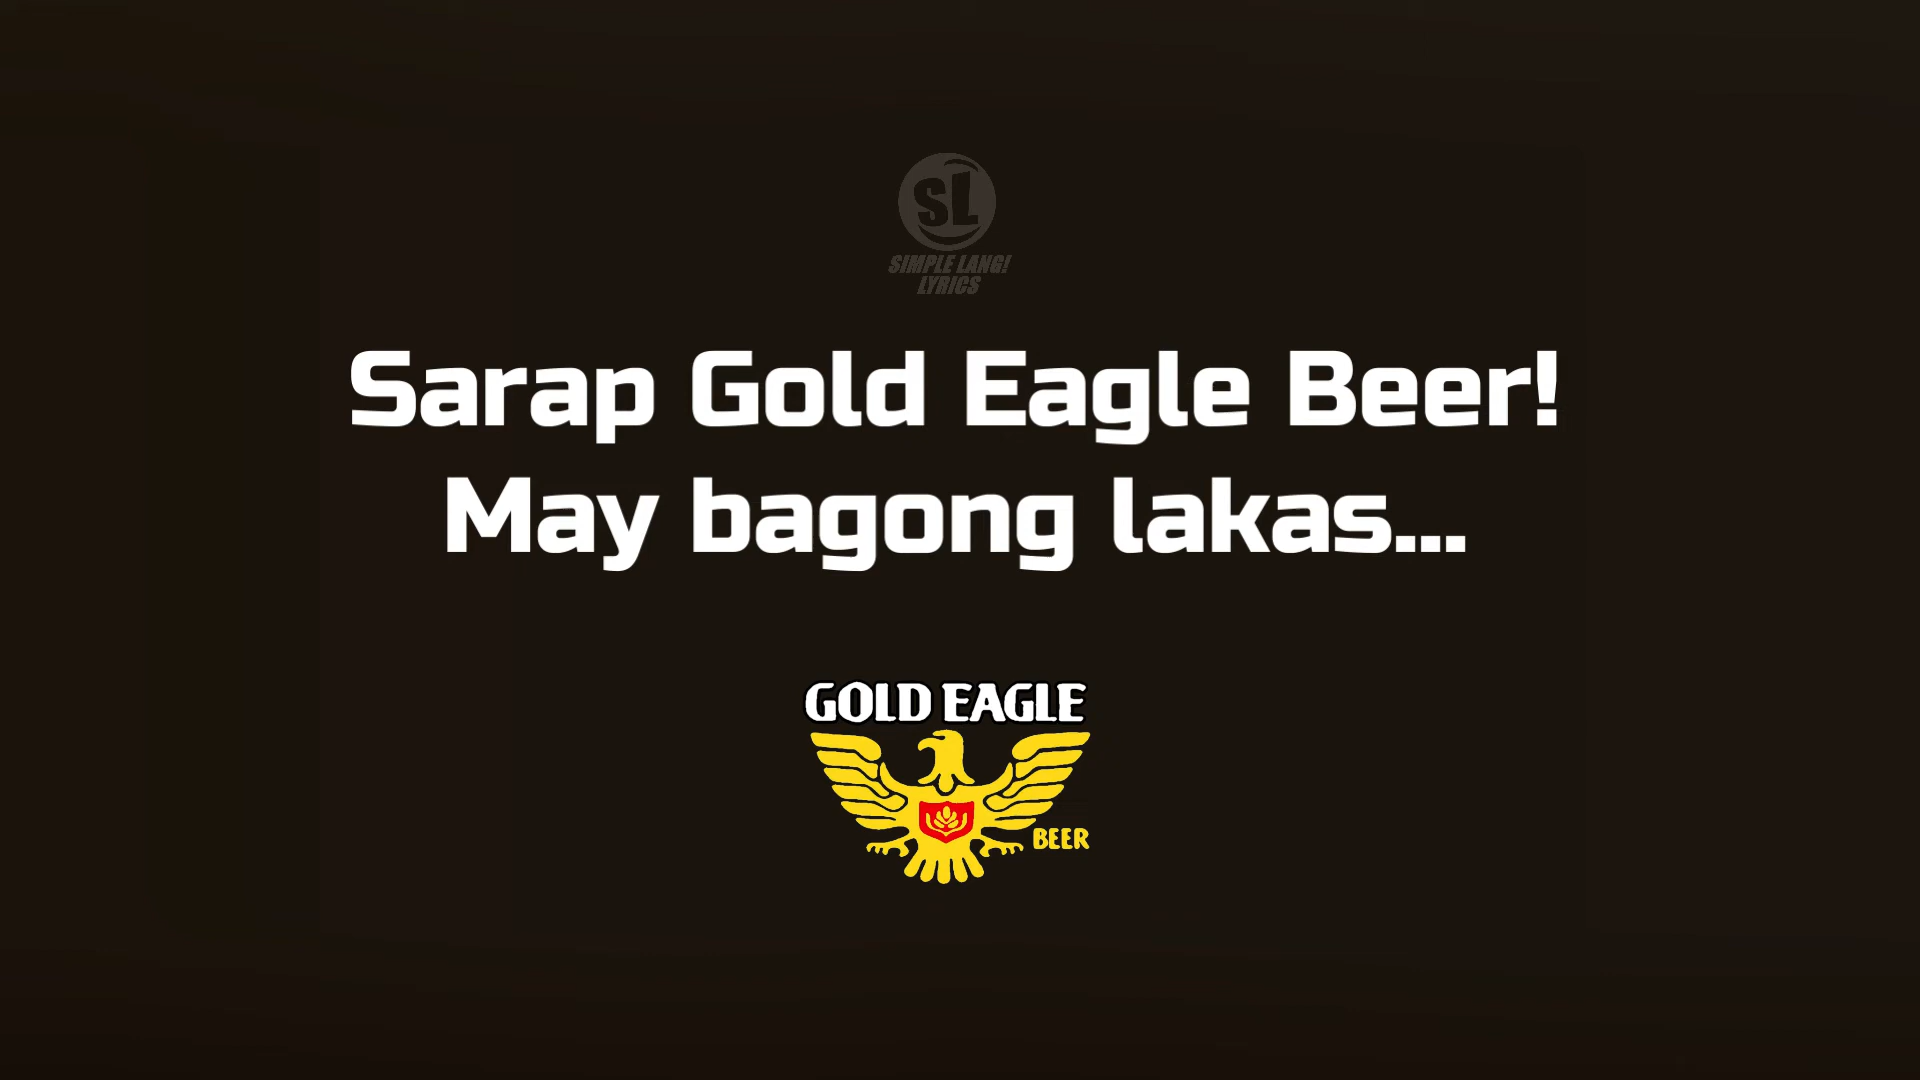 SL
SIMPLE LANG!
LYRICS
Sarap Gold Eagle Beer!
May bagong lakas...
GOLD EAGLE
BEER